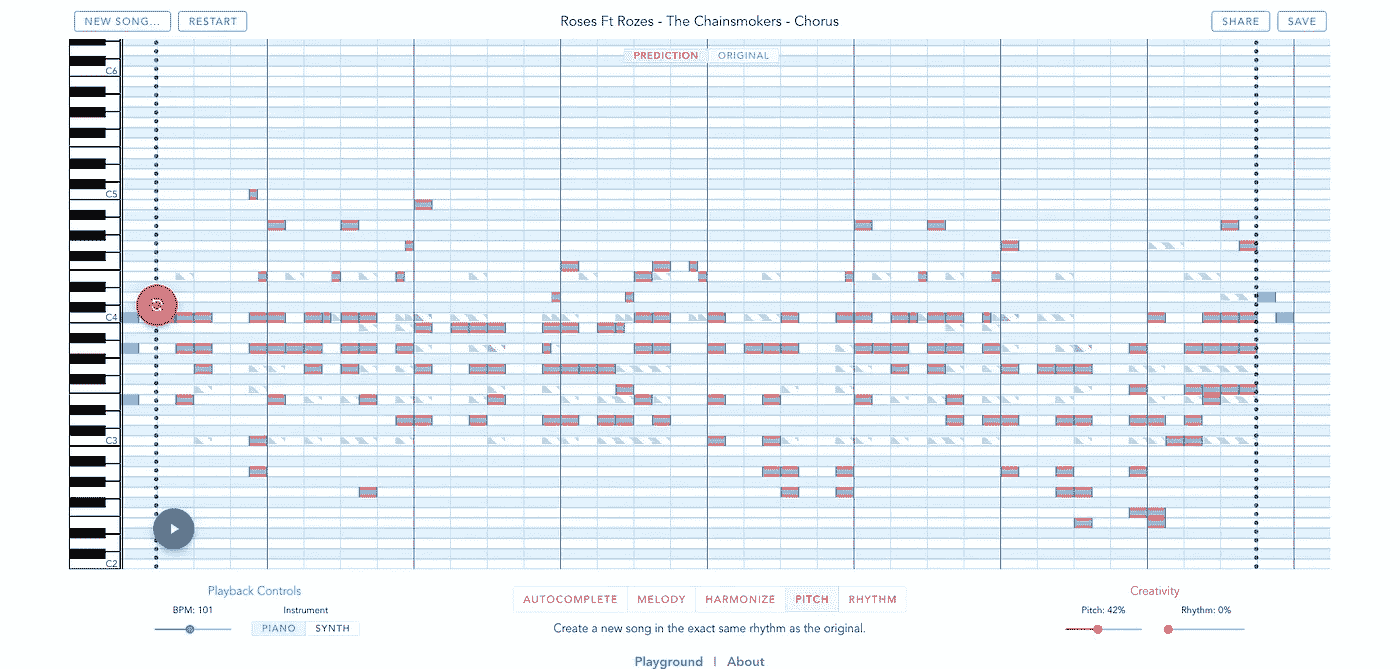 NEW SONG...
RESTART
Roses Ft Rozes - The Chainsmokers - Chorus
SHARE
SAVE
PREDICTION
ORIGINAL
C6
C5
C4
C3
C2
Playback Controls
BPM: 101
Instrument
PIANO
SYNTH
AUTOCOMPLETE
MELODY
HARMONIZE
PITCH
RHYTHM
Create a new song in the exact same rhythm as the original.
Creativity
Pitch: 42%
Rhythm: 0%
Playground | About